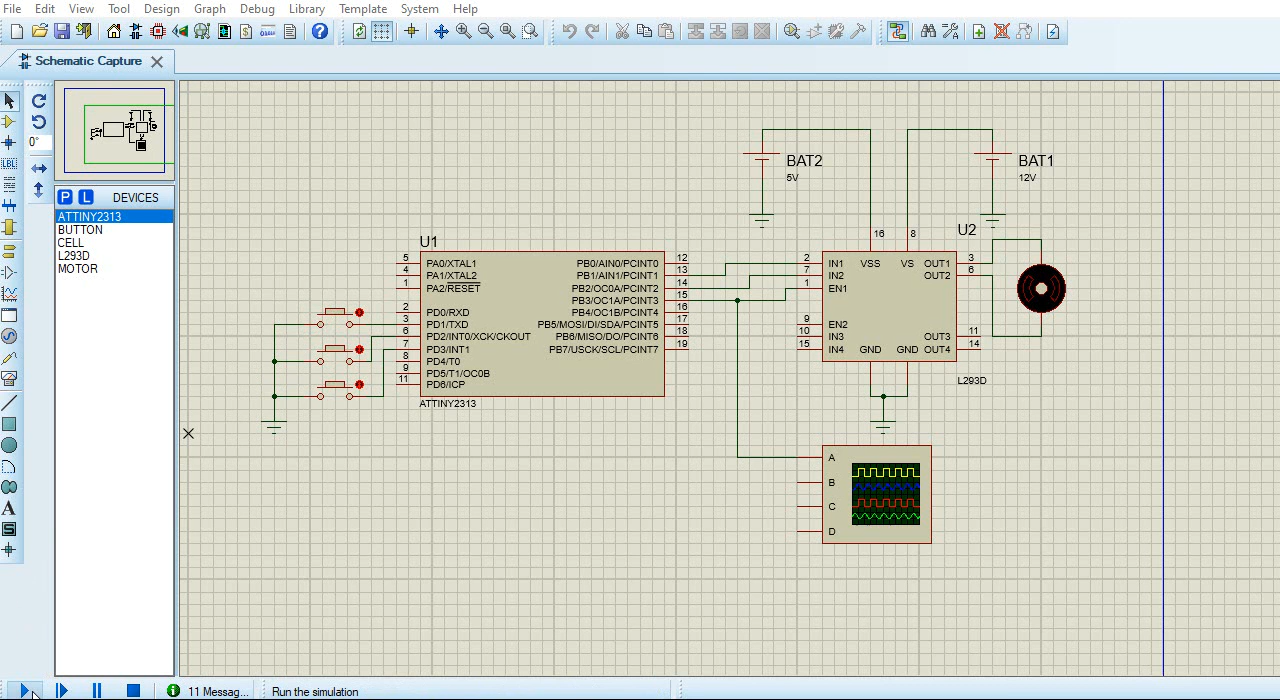 File Edit View Tool Design Graph Debug Library Template System Help
Schematic Capture
0°
LBL
P L DEVICES
ATTINY2313
BUTTON
CELL
L293D
MOTOR
A
S
BAT2
5V
BAT1
12V
16 8
U2
U1
5 PA0/XTAL1 PB0/AIN0/PCINT0 12
4 PA1/XTAL2 PB1/AIN1/PCINT1 13
1 PA2/RESET PB2/OC0A/PCINT2 14
PB3/OC1A/PCINT3 15
2 PD0/RXD PB4/OC1B/PCINT4 16
3 PD1/TXD PB5/MOSI/DI/SDA/PCINT5 17
6 PD2/INT0/XCK/CKOUT PB6/MISO/DO/PCINT6 18
7 PD3/INT1 PB7/USCK/SCL/PCINT7 19
8 PD4/T0
9 PD5/T1/OC0B
11 PD6/ICP
ATTINY2313
2 IN1 VSS VS OUT1 3
7 IN2 OUT2 6
1 EN1
9 EN2
10 IN3 OUT3 11
15 IN4 GND GND OUT4 14
L293D
A
B
C
D
11 Messag... Run the simulation